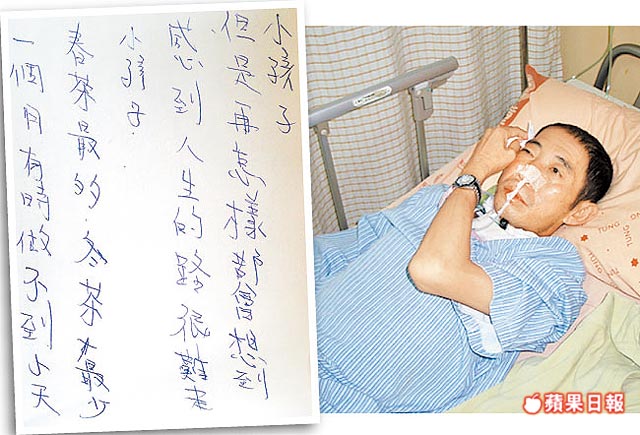 一個月有時做不到天
春茶最多.冬茶最少
小孩子.
感到人生的路很難走
但是再怎樣會想到
小孩子
TUNG
蘋果日報